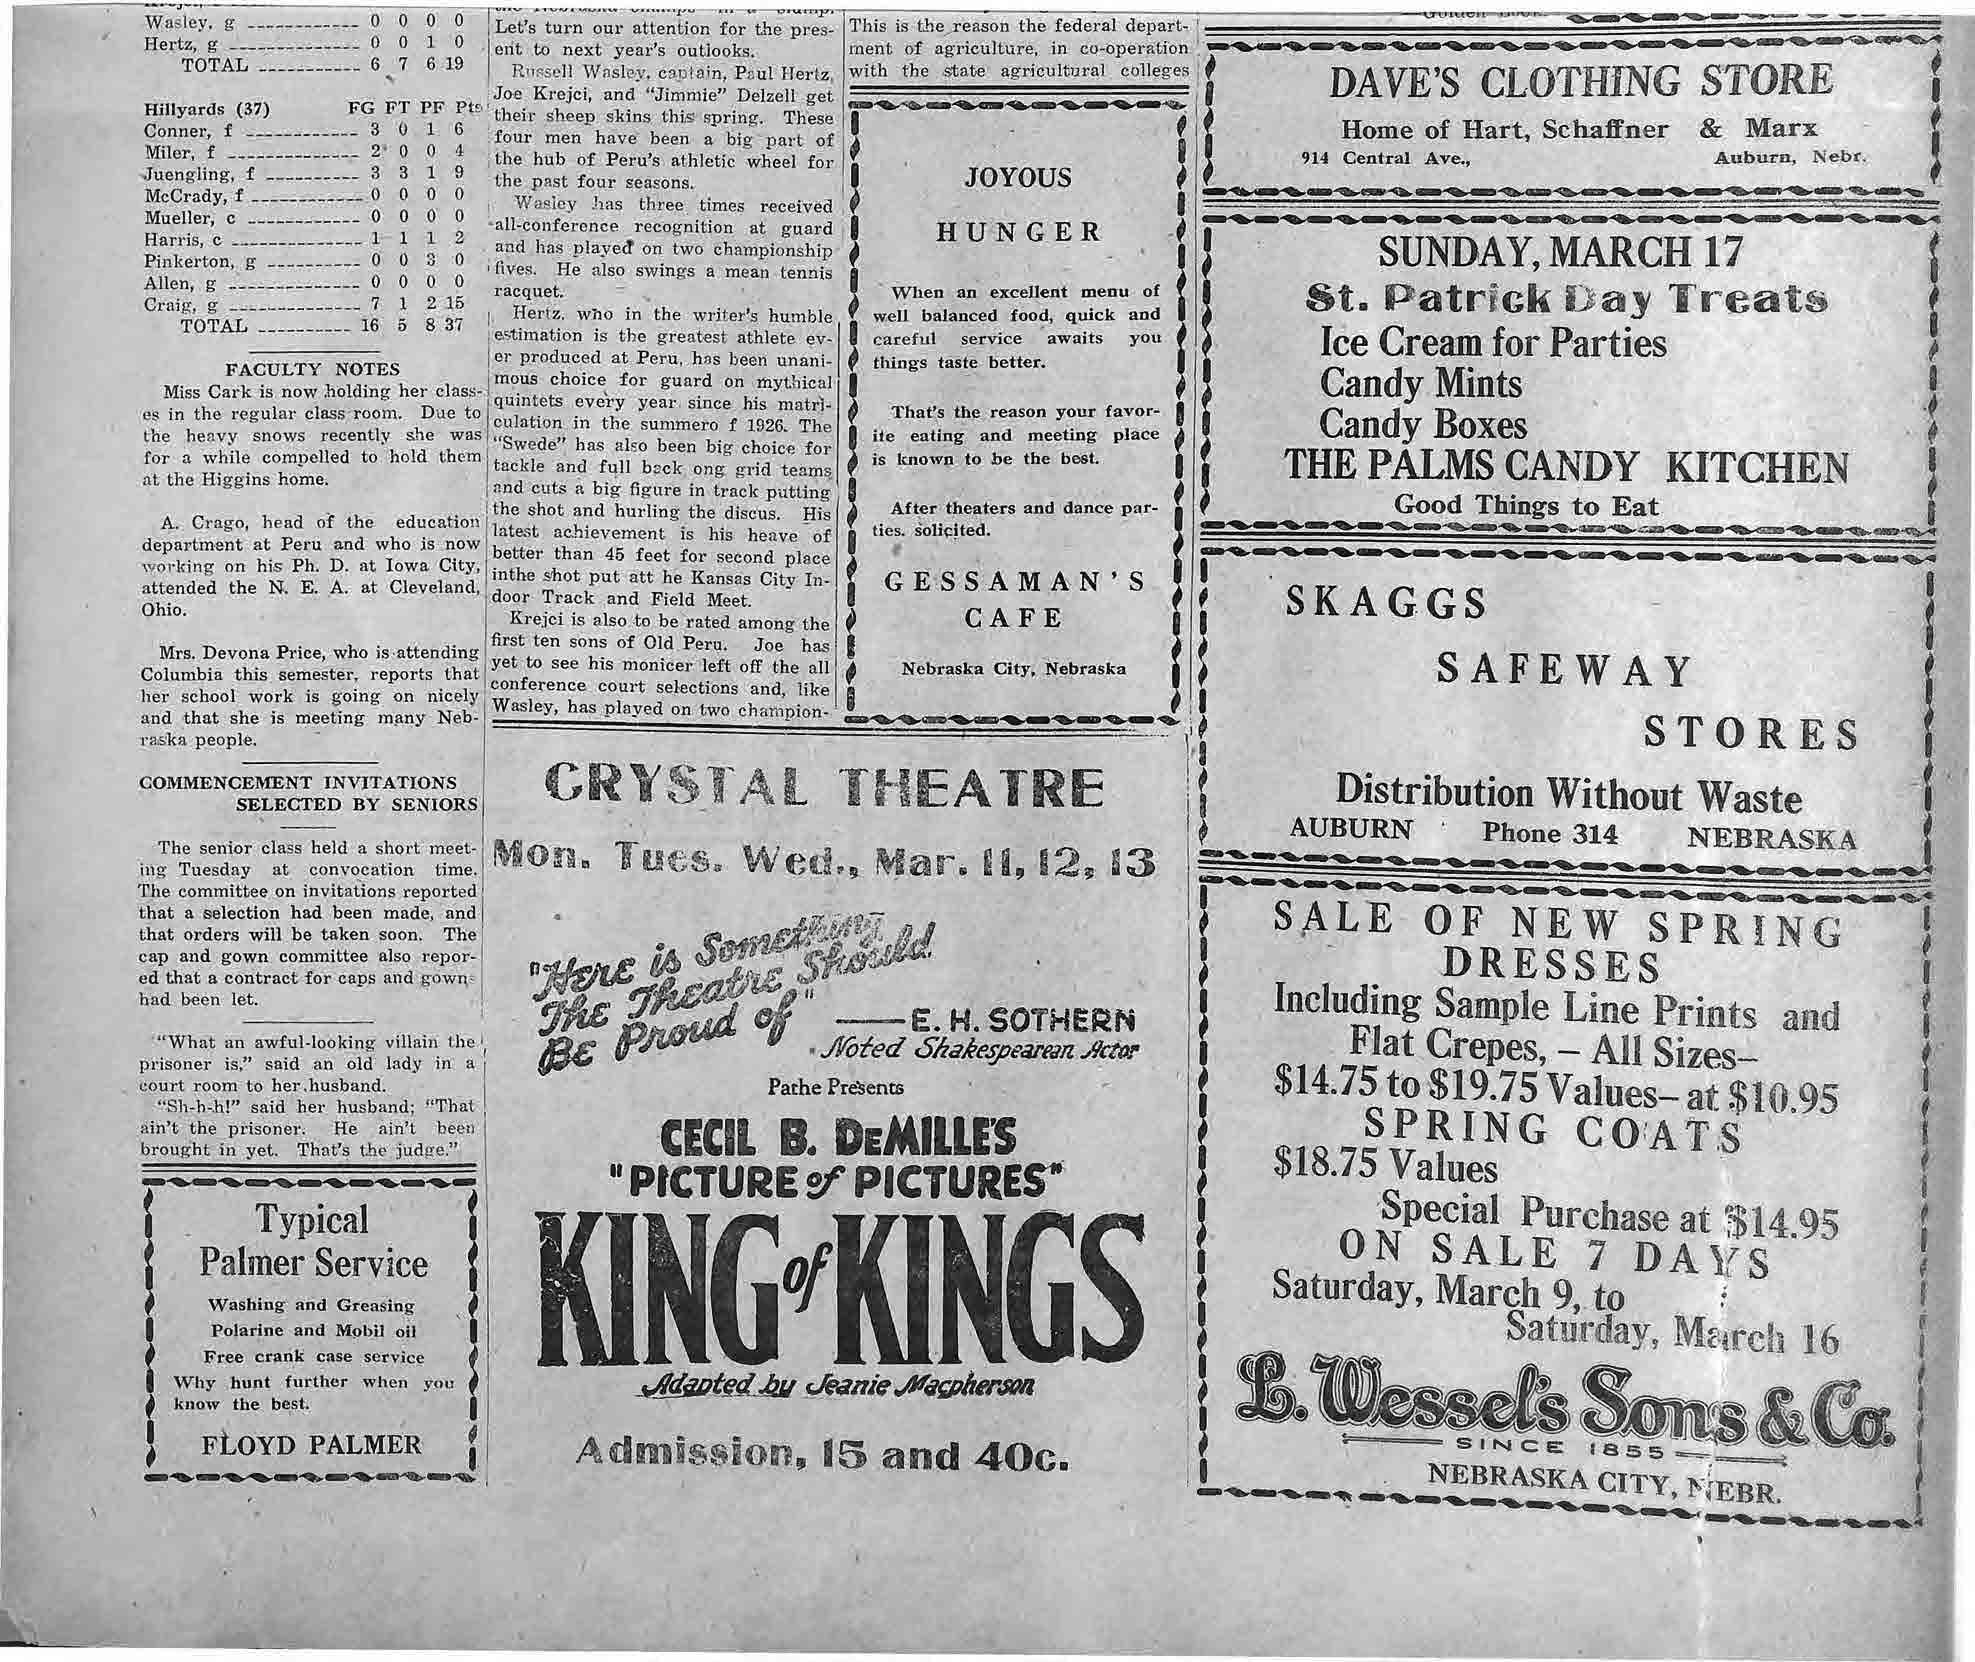 Wasley, g ---------------- 0 0 0 0
Hertz, g ---------------- 0 0 1 0
TOTAL ------------ 6 7 6 19
Hillyards (37) FG FT PF Pts
Conner, f ------------- 3 0 1 6
Miler, f ---------------- 2 0 0 4
Juengling, f ----------- 3 3 1 9
McCrady, f ------------- 0 0 0 0
Mueller, c ------------- 0 0 0 0
Harris, c --------------- 1 1 1 2
Pinkerton, g ----------- 0 0 3 0
Allen, g --------------- 0 0 0 0
Craig, g --------------- 7 1 2 15
TOTAL ---------- 16 5 8 37
FACULTY NOTES
Miss Cark is now holding her class-
es in the regular class room. Due to
the heavy snows recently she was
for a while compelled to hold them
at the Higgins home.
A. Crago, head of the education
department at Peru and who is now
working on his Ph. D. at Iowa City,
attended the N. E. A. at Cleveland,
Ohio.
Mrs. Devona Price, who is attending
Columbia this semester, reports that
her school work is going on nicely
and that she is meeting many Neb-
raska people.
COMMENCEMENT INVITATIONS
SELECTED BY SENIORS
The senior class held a short meet-
ing Tuesday at convocation time.
The committee on invitations reported
that a selection had been made, and
that orders will be taken soon. The
cap and gown committee also repor-
ed that a contract for caps and gowns
had been let.
"What an awful-looking villain the
prisoner is," said an old lady in a
court room to her husband.
"Sh-h-h!" said her husband; "That
ain't the prisoner. He ain't been
brought in yet. That's the judge."
Typical
Palmer Service
Washing and Greasing
Polarine and Mobil oil
Free crank case service
Why hunt further when you
know the best.
FLOYD PALMER
the Nebraska champs in a slump.
Let's turn our attention for the pres-
ent to next year's outlooks.
Russell Wasley, captain, Paul Hertz,
Joe Krejci, and "Jimmie" Delzell get
their sheep skins this spring. These
four men have been a big part of
the hub of Peru's athletic wheel for
the past four seasons.
Wasley has three times received
all-conference recognition at guard
and has played on two championship
fives. He also swings a mean tennis
racquet.
Hertz, who in the writer's humble
estimation is the greatest athlete ev-
er produced at Peru, has been unani-
mous choice for guard on mythical
quintets every year since his matri-
culation in the summero f 1926. The
"Swede" has also been big choice for
tackle and full back ong grid teams
and cuts a big figure in track putting
the shot and hurling the discus. His
latest achievement is his heave of
better than 45 feet for second place
inthe shot put att he Kansas City In-
door Track and Field Meet.
Krejci is also to be rated among the
first ten sons of Old Peru. Joe has
yet to see his monicer left off the all
conference court selections and, like
Wasley, has played on two champion-
This is the reason the federal depart-
ment of agriculture, in co-operation
with the state agricultural colleges
JOYOUS
HUNGER
When an excellent menu of
well balanced food, quick and
careful service awaits you
things taste better.
That's the reason your favor-
ite eating and meeting place
is known to be the best.
After theaters and dance par-
ties. solicited.
GESSAMAN'S
CAFE
Nebraska City, Nebraska
CRYSTAL THEATRE
Mon. Tues. Wed., Mar. 11, 12, 13
"Here is Something
The Theatre Should
Be Proud of"
—E. H. SOTHERN
Noted Shakespearean Actor
Pathe Presents
CECIL B. DeMILLE'S
"PICTURE of PICTURES"
KING of KINGS
Adapted by Jeanie Macpherson
Admission, 15 and 40c.
DAVE'S CLOTHING STORE
Home of Hart, Schaffner & Marx
914 Central Ave., Auburn, Nebr.
SUNDAY, MARCH 17
St. Patrick Day Treats
Ice Cream for Parties
Candy Mints
Candy Boxes
THE PALMS CANDY KITCHEN
Good Things to Eat
SKAGGS
SAFEWAY
STORES
Distribution Without Waste
AUBURN Phone 314 NEBRASKA
SALE OF NEW SPRING
DRESSES
Including Sample Line Prints and
Flat Crepes, — All Sizes—
$14.75 to $19.75 Values— at $10.95
SPRING COATS
$18.75 Values
Special Purchase at $14.95
ON SALE 7 DAYS
Saturday, March 9, to
Saturday, March 16
L. Wessel's Sons & Co.
SINCE 1855
NEBRASKA CITY, NEBR.